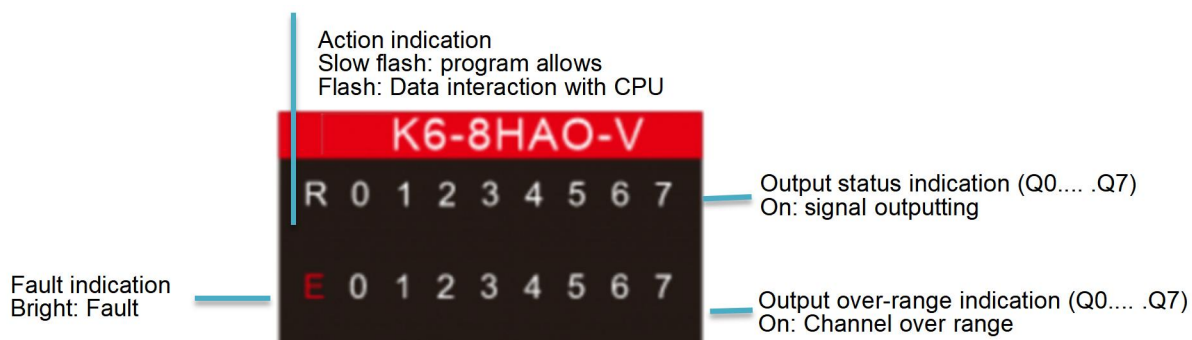 Action indication
Slow flash: program allows
Flash: Data interaction with CPU
K6-8HAO-V
R 0 1 2 3 4 5 6 7
Output status indication (Q0.... .Q7)
On: signal outputting
Fault indication
Bright: Fault
E 0 1 2 3 4 5 6 7
Output over-range indication (Q0.... .Q7)
On: Channel over range